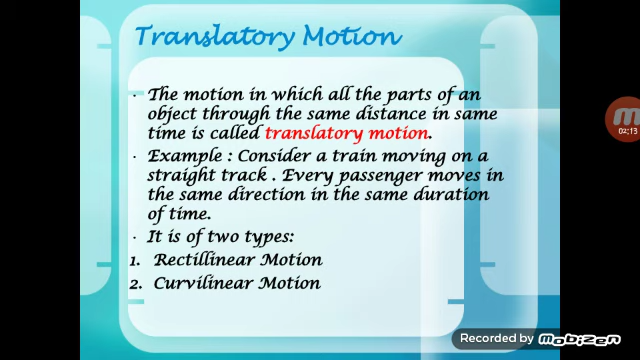 Translatory Motion
· The motion in which all the parts of an
object through the same distance in same
time is called translatory motion.
· Example : Consider a train moving on a
straight track . Every passenger moves in
the same direction in the same duration
of time.
· It is of two types:
1. Rectillinear Motion
2. Curvilinear Motion
02:13
Recorded by mobizen